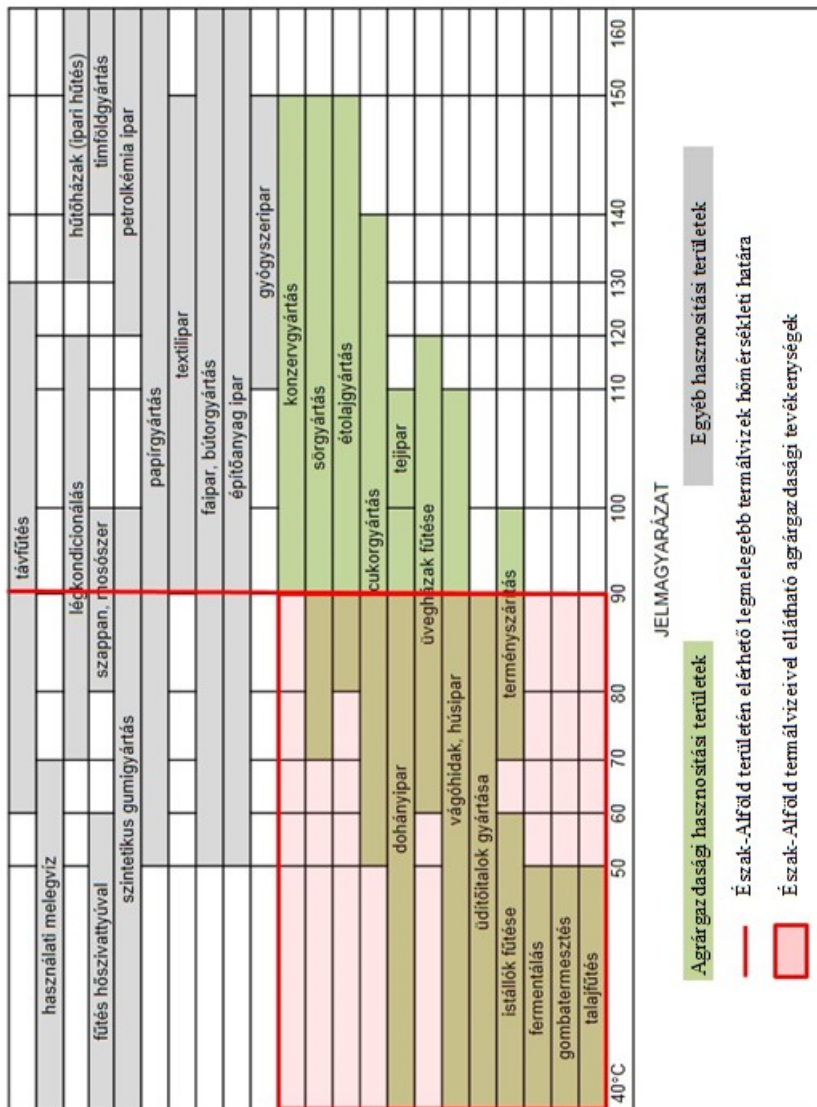 távfűtés
használati melegvíz
légkondicionálás
hűtőházak (ipari hűtés)
fűtés hőszivattyúval
szappan, mosószer
timföldgyártás
szintetikus gumigyártás
petrolkémia ipar
papírgyártás
textilipar
faipar, bútorgyártás
építőanyag ipar
gyógyszeripar
konzervgyártás
sörgyártás
étolajgyártás
cukorgyártás
dohányipar
tejipar
üvegházak fűtése
vágóhidak, húsipar
üdítőitalok gyártása
istállók fűtése
terményszárítás
fermentálás
gombatermesztés
talajfűtés
40°C 50 60 70 80 90 100 110 120 130 140 150 160
JELMAGYARÁZAT
Agrárgazdasági hasznosítási területek
Egyéb hasznosítási területek
Észak-Alföld területén elérhető legmelegebb termálvizek hőmérsékleti határa
Észak-Alföld termálvizeivel ellátható agrárgazdasági tevékenységek